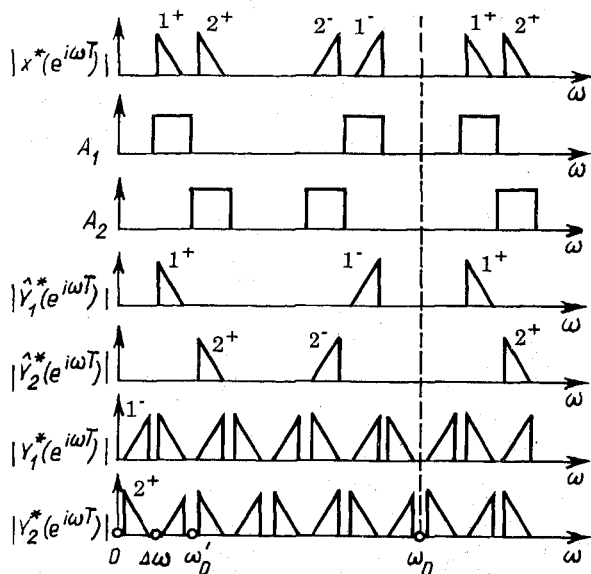 1⁺ 2⁺ 2⁻ 1⁻ 1⁺ 2⁺
|X*(e^{iωT})| ω
A₁ ω
A₂ ω
1⁺ 1⁻ 1⁺
|Ŷ₁*(e^{iωT})| ω
2⁺ 2⁻ 2⁺
|Ŷ₂*(e^{iωT})| ω
1⁻
|Y₁*(e^{iωT})| ω
2⁺
|Y₂*(e^{iωT})| ω
0 Δω ω₀′ ω₀